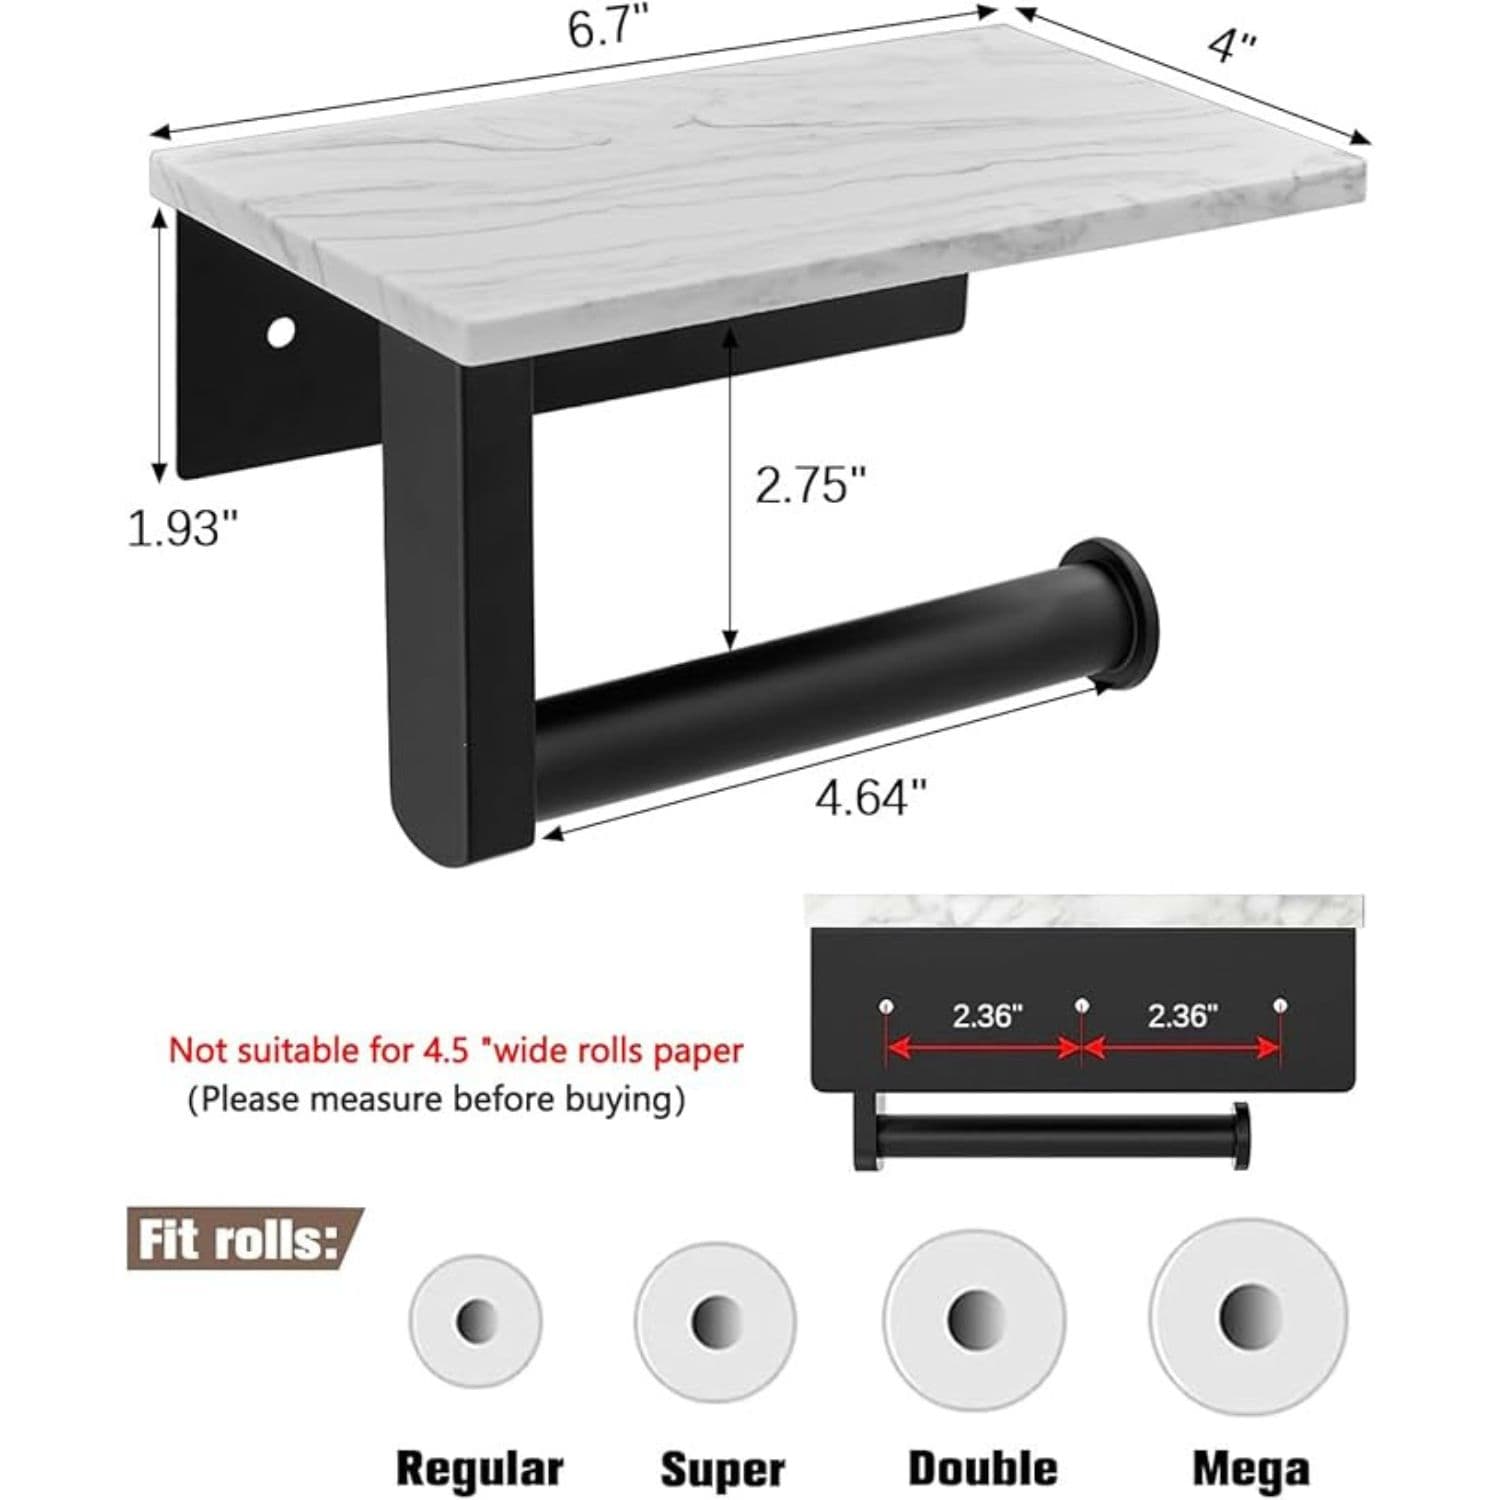 6.7"
4"
1.93"
2.75"
4.64"
2.36"
2.36"
Not suitable for 4.5 "wide rolls paper
(Please measure before buying)
Fit rolls:
Regular
Super
Double
Mega